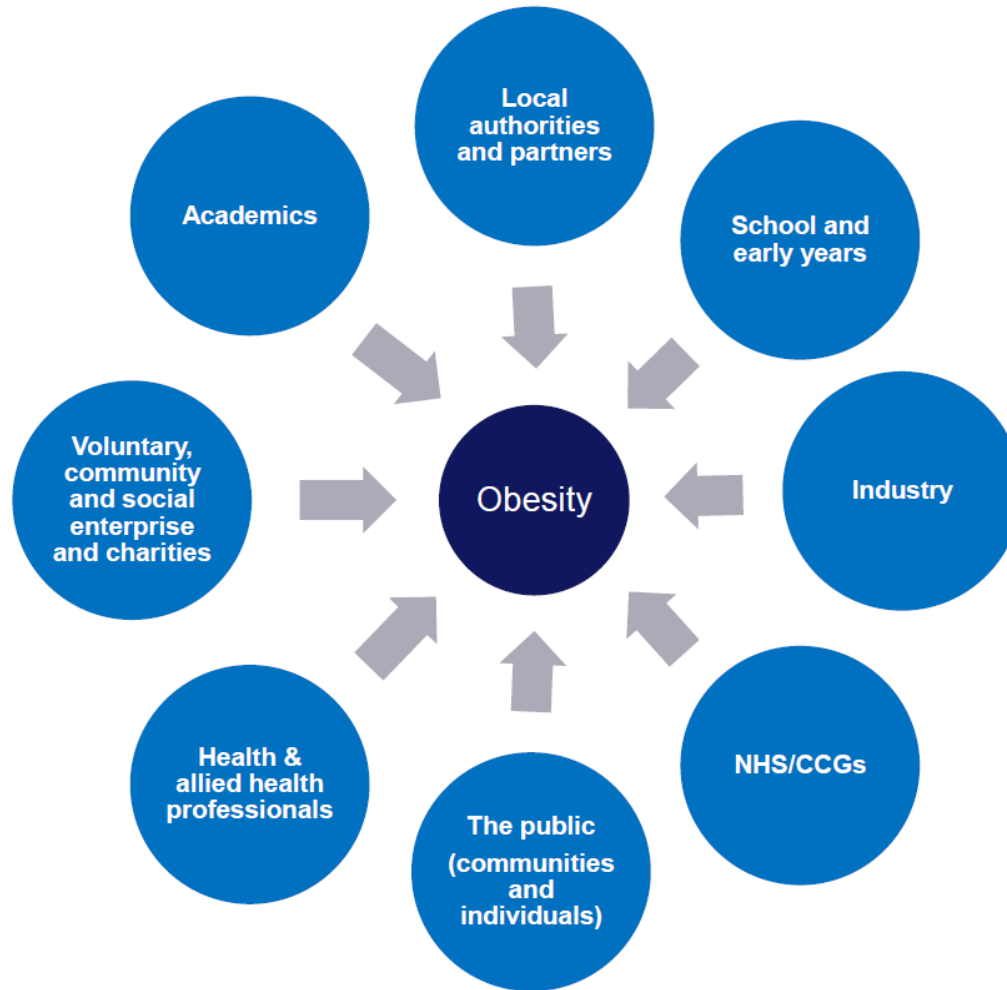 Local
authorities
and partners
School and
early years
Industry
NHS/CCGs
The public
(communities
and
individuals)
Health &
allied health
professionals
Voluntary,
community
and social
enterprise
and charities
Academics
Obesity